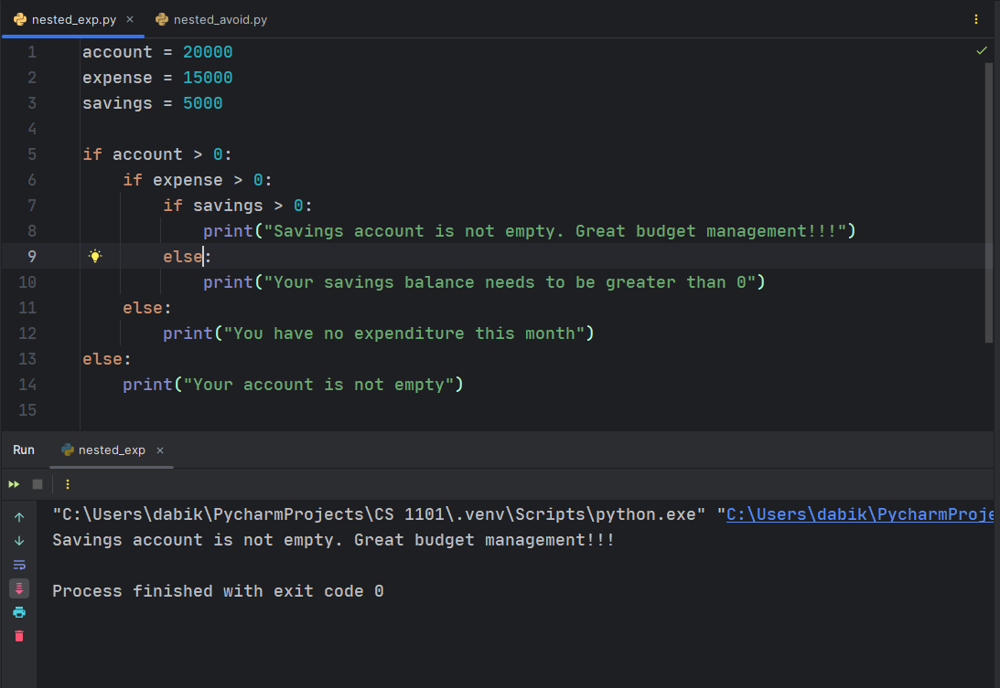 nested_exp.py × nested_avoid.py
1 account = 20000
2 expense = 15000
3 savings = 5000
4
5 if account > 0:
6     if expense > 0:
7         if savings > 0:
8             print("Savings account is not empty. Great budget management!!!")
9         else:
10             print("Your savings balance needs to be greater than 0")
11     else:
12         print("You have no expenditure this month")
13 else:
14     print("Your account is not empty")
15
Run nested_exp ×
"C:\Users\dabik\PycharmProjects\CS 1101\.venv\Scripts\python.exe" "C:\Users\dabik\PycharmProje
Savings account is not empty. Great budget management!!!
Process finished with exit code 0